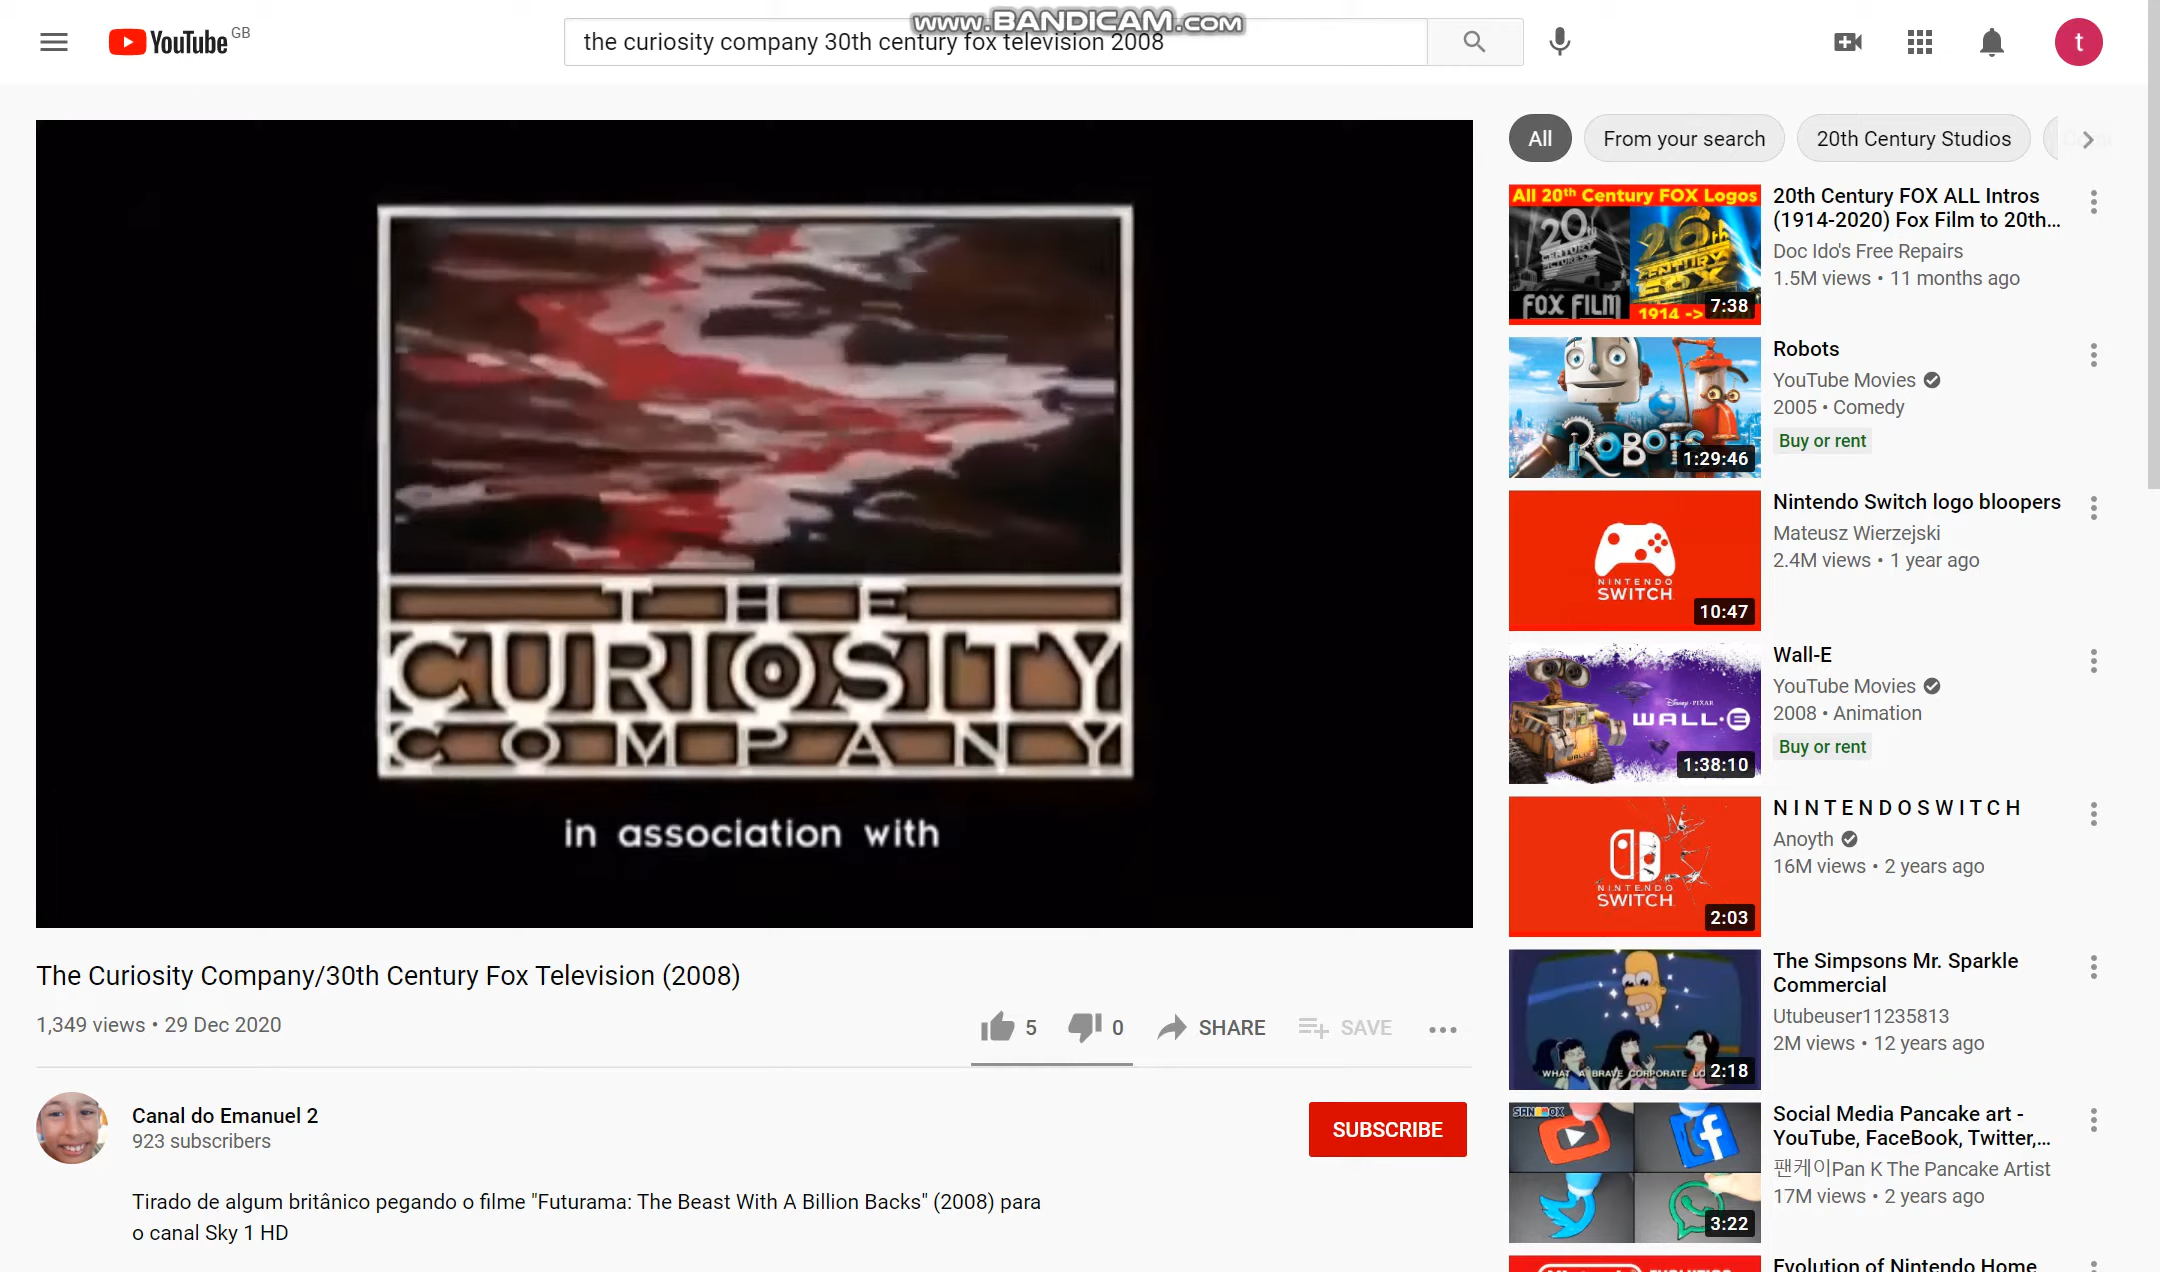 www.BANDICAM.com
YouTube GB
the curiosity company 30th century fox television 2008
t
THE
CURIOSITY
COMPANY
in association with
The Curiosity Company/30th Century Fox Television (2008)
1,349 views • 29 Dec 2020
5
0
SHARE
SAVE
Canal do Emanuel 2
923 subscribers
SUBSCRIBE
Tirado de algum britânico pegando o filme "Futurama: The Beast With A Billion Backs" (2008) para
o canal Sky 1 HD
All
From your search
20th Century Studios
All 20th Century FOX Logos
FOX FILM
1914 ->
7:38
20th Century FOX ALL Intros
(1914-2020) Fox Film to 20th...
Doc Ido's Free Repairs
1.5M views • 11 months ago
ROBOTS
1:29:46
Robots
YouTube Movies
2005 • Comedy
Buy or rent
NINTENDO
SWITCH
10:47
Nintendo Switch logo bloopers
Mateusz Wierzejski
2.4M views • 1 year ago
Disney • PIXAR
WALL•E
1:38:10
Wall-E
YouTube Movies
2008 • Animation
Buy or rent
NINTENDO
SWITCH
2:03
N I N T E N D O S W I T C H
Anoyth
16M views • 2 years ago
WHAT A BRAVE CORPORATE LO
2:18
The Simpsons Mr. Sparkle
Commercial
Utubeuser11235813
2M views • 12 years ago
3:22
Social Media Pancake art -
YouTube, FaceBook, Twitter,...
팬케이Pan K The Pancake Artist
17M views • 2 years ago
Evolution of Nintendo Home